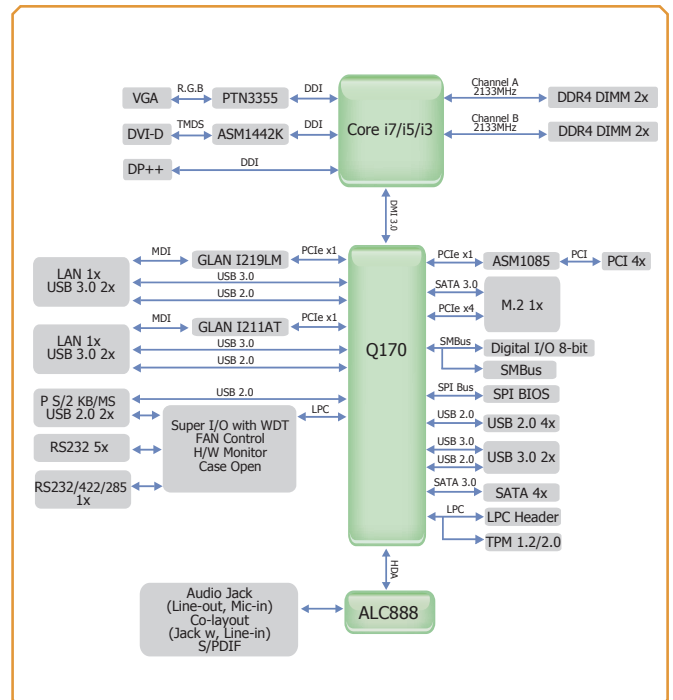 VGA
R.G.B
PTN3355
DDI
Core i7/i5/i3
Channel A
2133MHz
DDR4 DIMM 2x
DVI-D
TMDS
ASM1442K
DDI
Channel B
2133MHz
DDR4 DIMM 2x
DP++
DDI
DMI 3.0
LAN 1x
USB 3.0 2x
MDI
GLAN I219LM
PCIe x1
USB 3.0
USB 2.0
LAN 1x
USB 3.0 2x
MDI
GLAN I211AT
PCIe x1
USB 3.0
USB 2.0
P S/2 KB/MS
USB 2.0 2x
USB 2.0
RS232 5x
RS232/422/285
1x
Super I/O with WDT
FAN Control
H/W Monitor
Case Open
LPC
Q170
PCIe x1
ASM1085
PCI
PCI 4x
SATA 3.0
PCIe x4
M.2 1x
SMBus
Digital I/O 8-bit
SMBus
SPI Bus
SPI BIOS
USB 2.0
USB 2.0 4x
USB 3.0
USB 2.0
USB 3.0 2x
SATA 3.0
SATA 4x
LPC
LPC Header
TPM 1.2/2.0
HDA
Audio Jack
(Line-out, Mic-in)
Co-layout
(Jack w, Line-in)
S/PDIF
ALC888